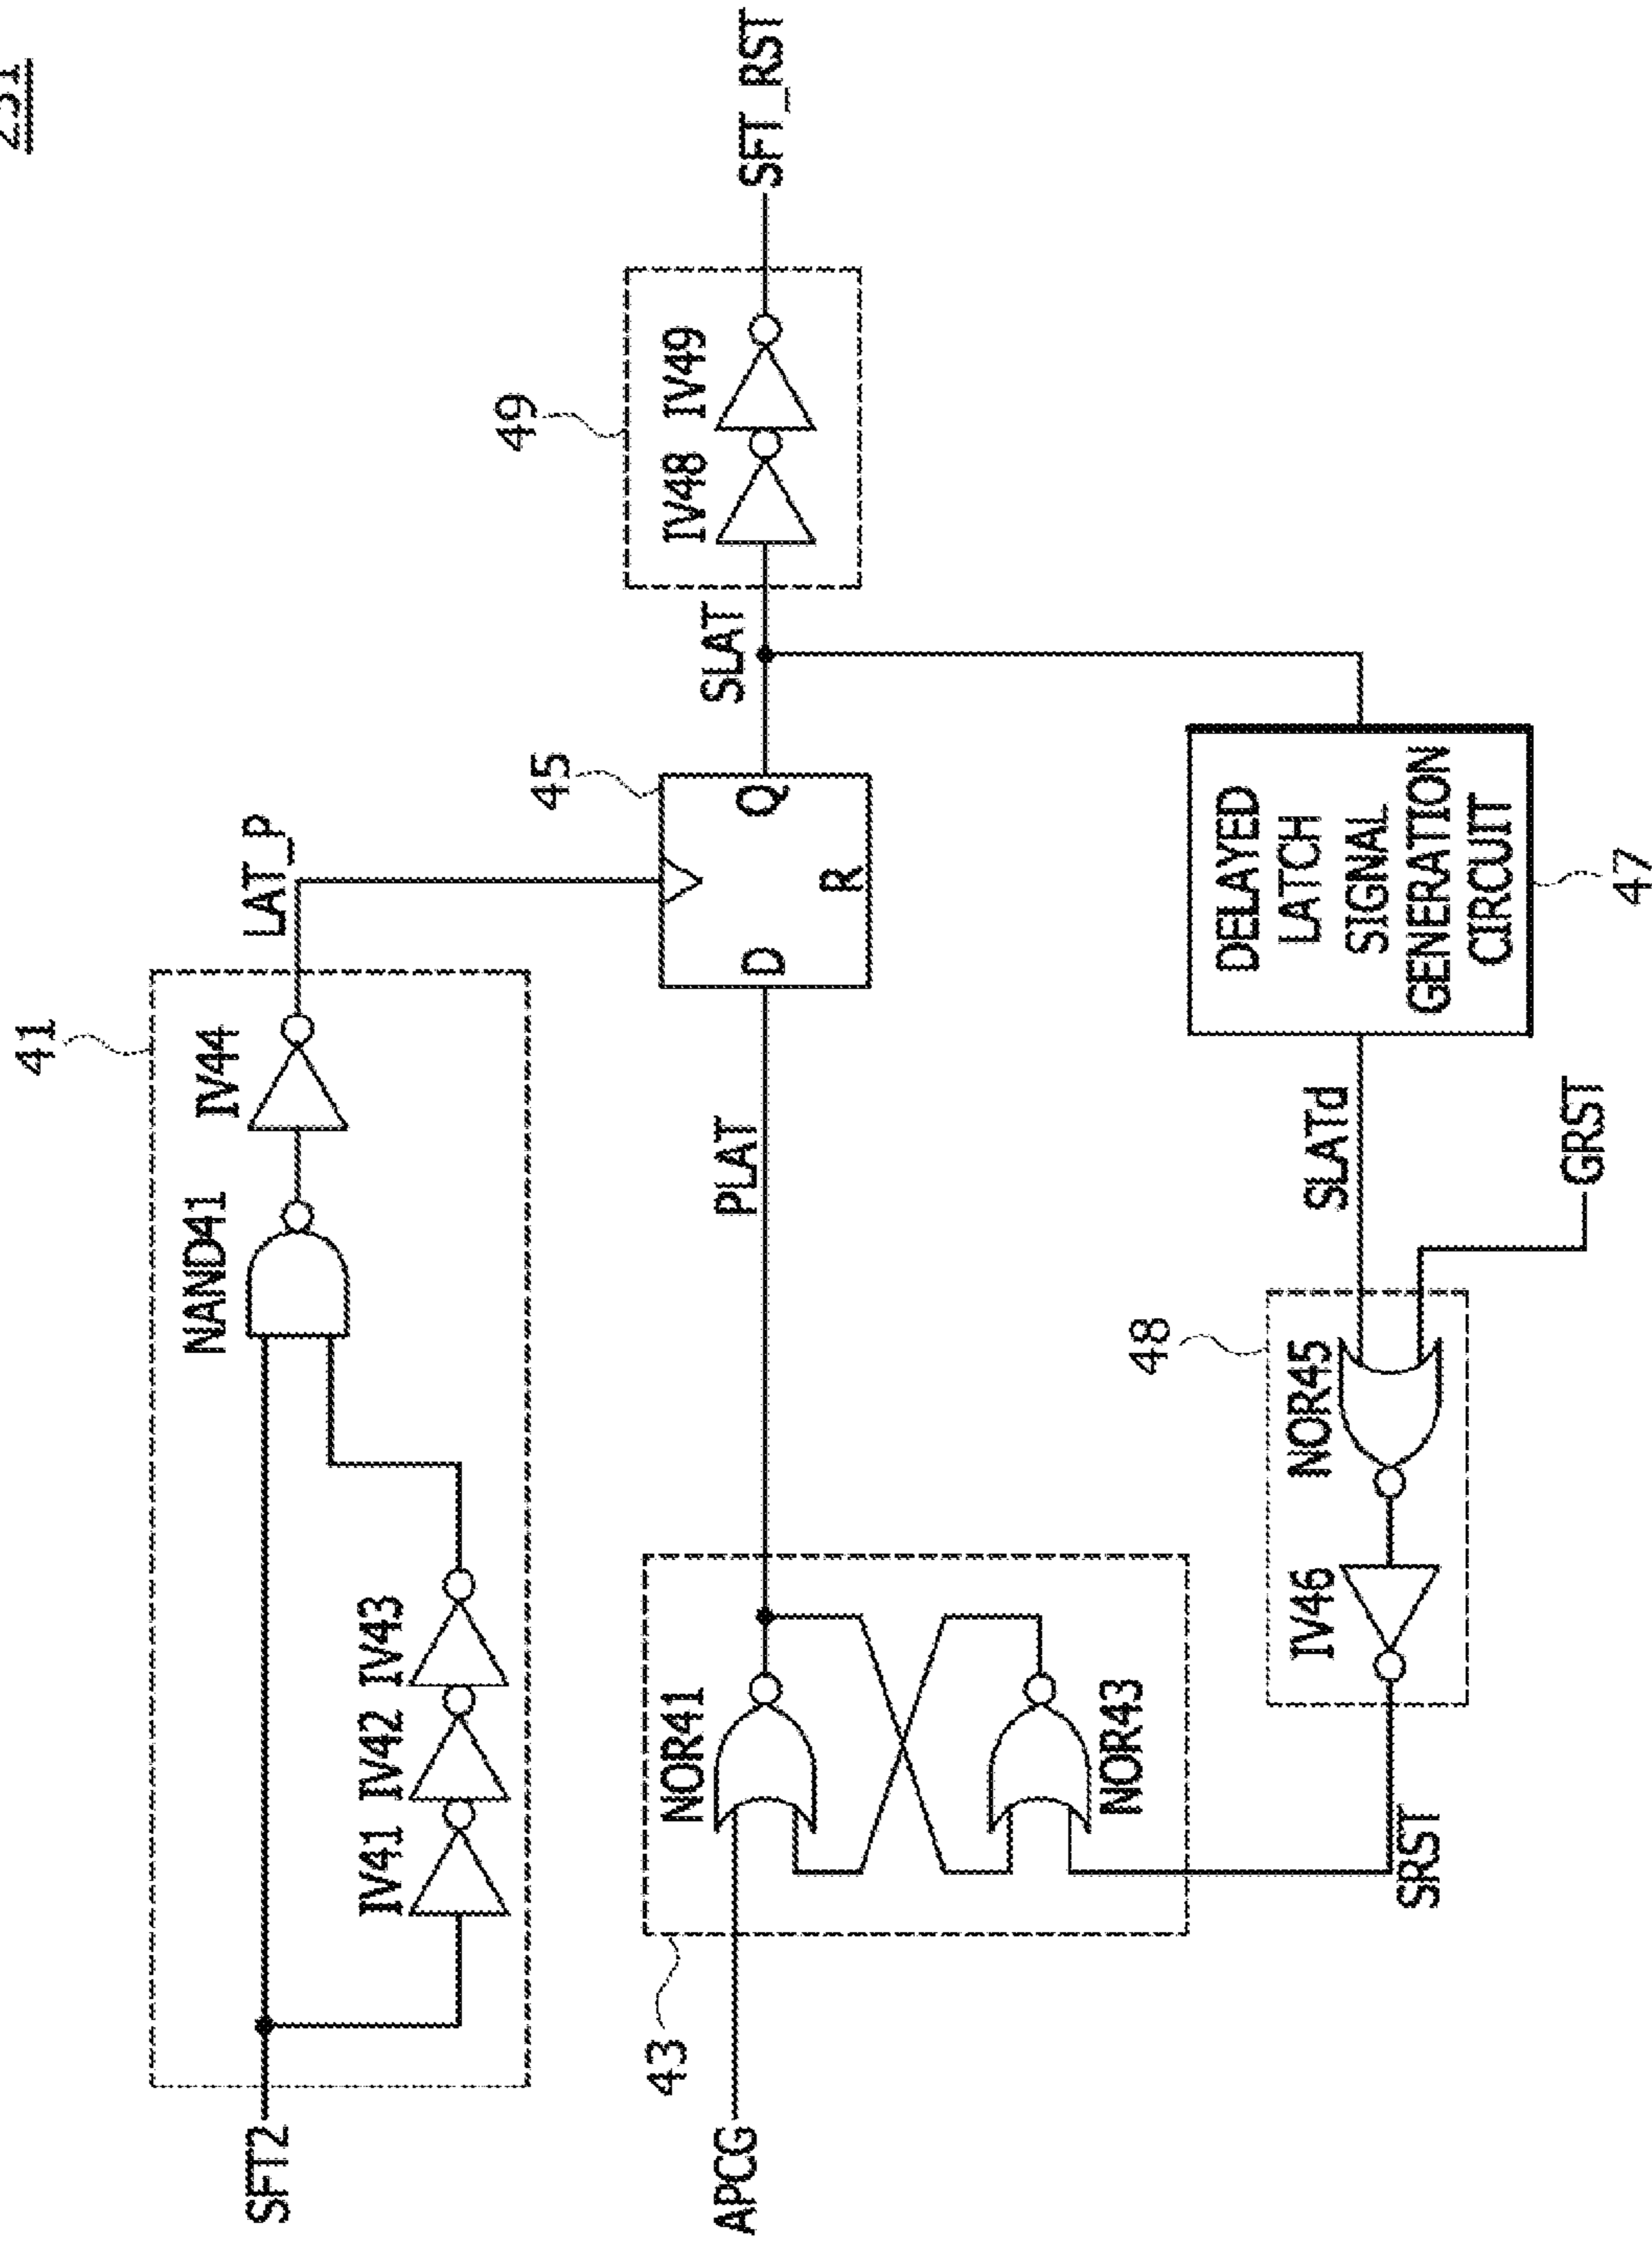 41
SFT2
IV41
IV42
IV43
NAND41
IV44
LAT_P
43
APCG
NOR41
NOR43
PLAT
45
D
Q
R
SLAT
49
IV48
IV49
SFT_RST
SRST
48
IV46
NOR45
SLATd
GRST
DELAYED
LATCH
SIGNAL
GENERATION
CIRCUIT
47